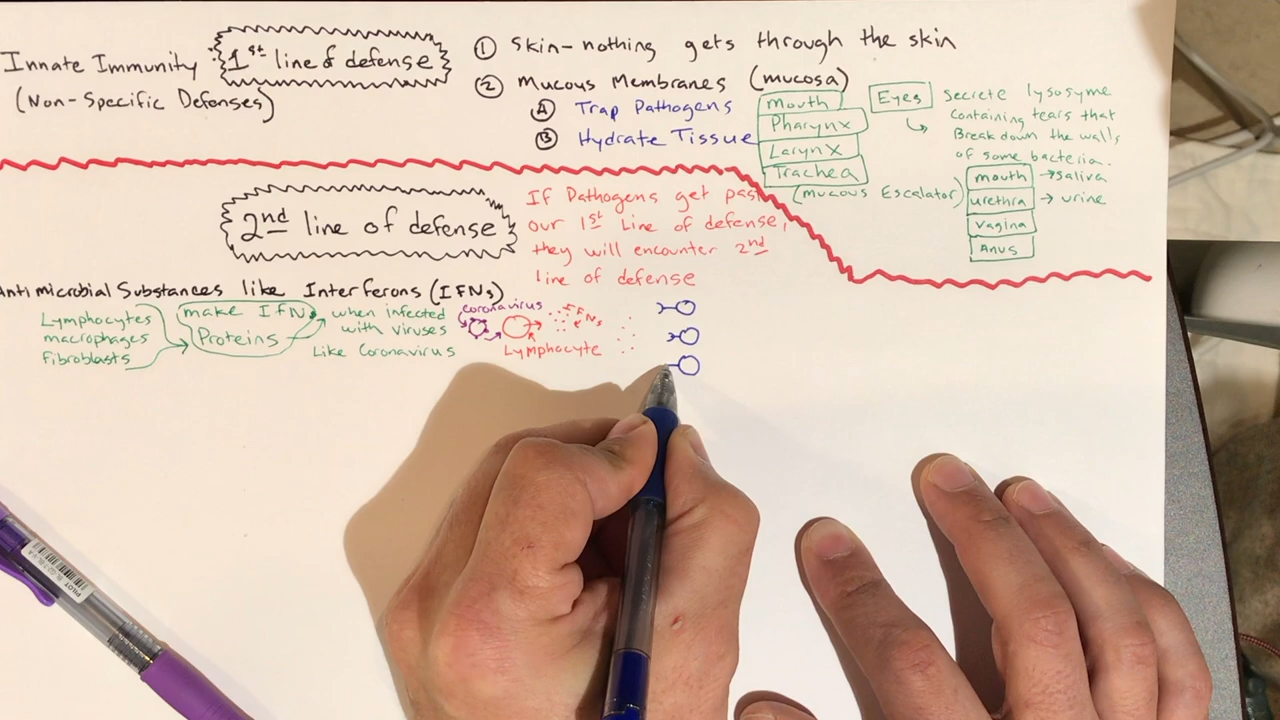 Innate Immunity
(Non-Specific Defenses)
1st line of defense
① Skin-nothing gets through the skin
② Mucous Membranes (mucosa)
Ⓐ Trap Pathogens
Ⓑ Hydrate Tissue
mouth
Pharynx
Larynx
Trachea
(mucous Escalator)
Eyes
secrete lysosyme
containing tears that
Break down the walls
of some bacteria.
mouth → saliva
urethra → urine
vagina
Anus
2nd line of defense
If Pathogens get past
our 1st Line of defense,
they will encounter 2nd
line of defense
Antimicrobial Substances like Interferons (IFNs)
Lymphocytes
macrophages
fibroblasts
make IFNs
Proteins
when infected
with viruses
Like Coronavirus
coronavirus
IFNs
Lymphocyte
PILOT